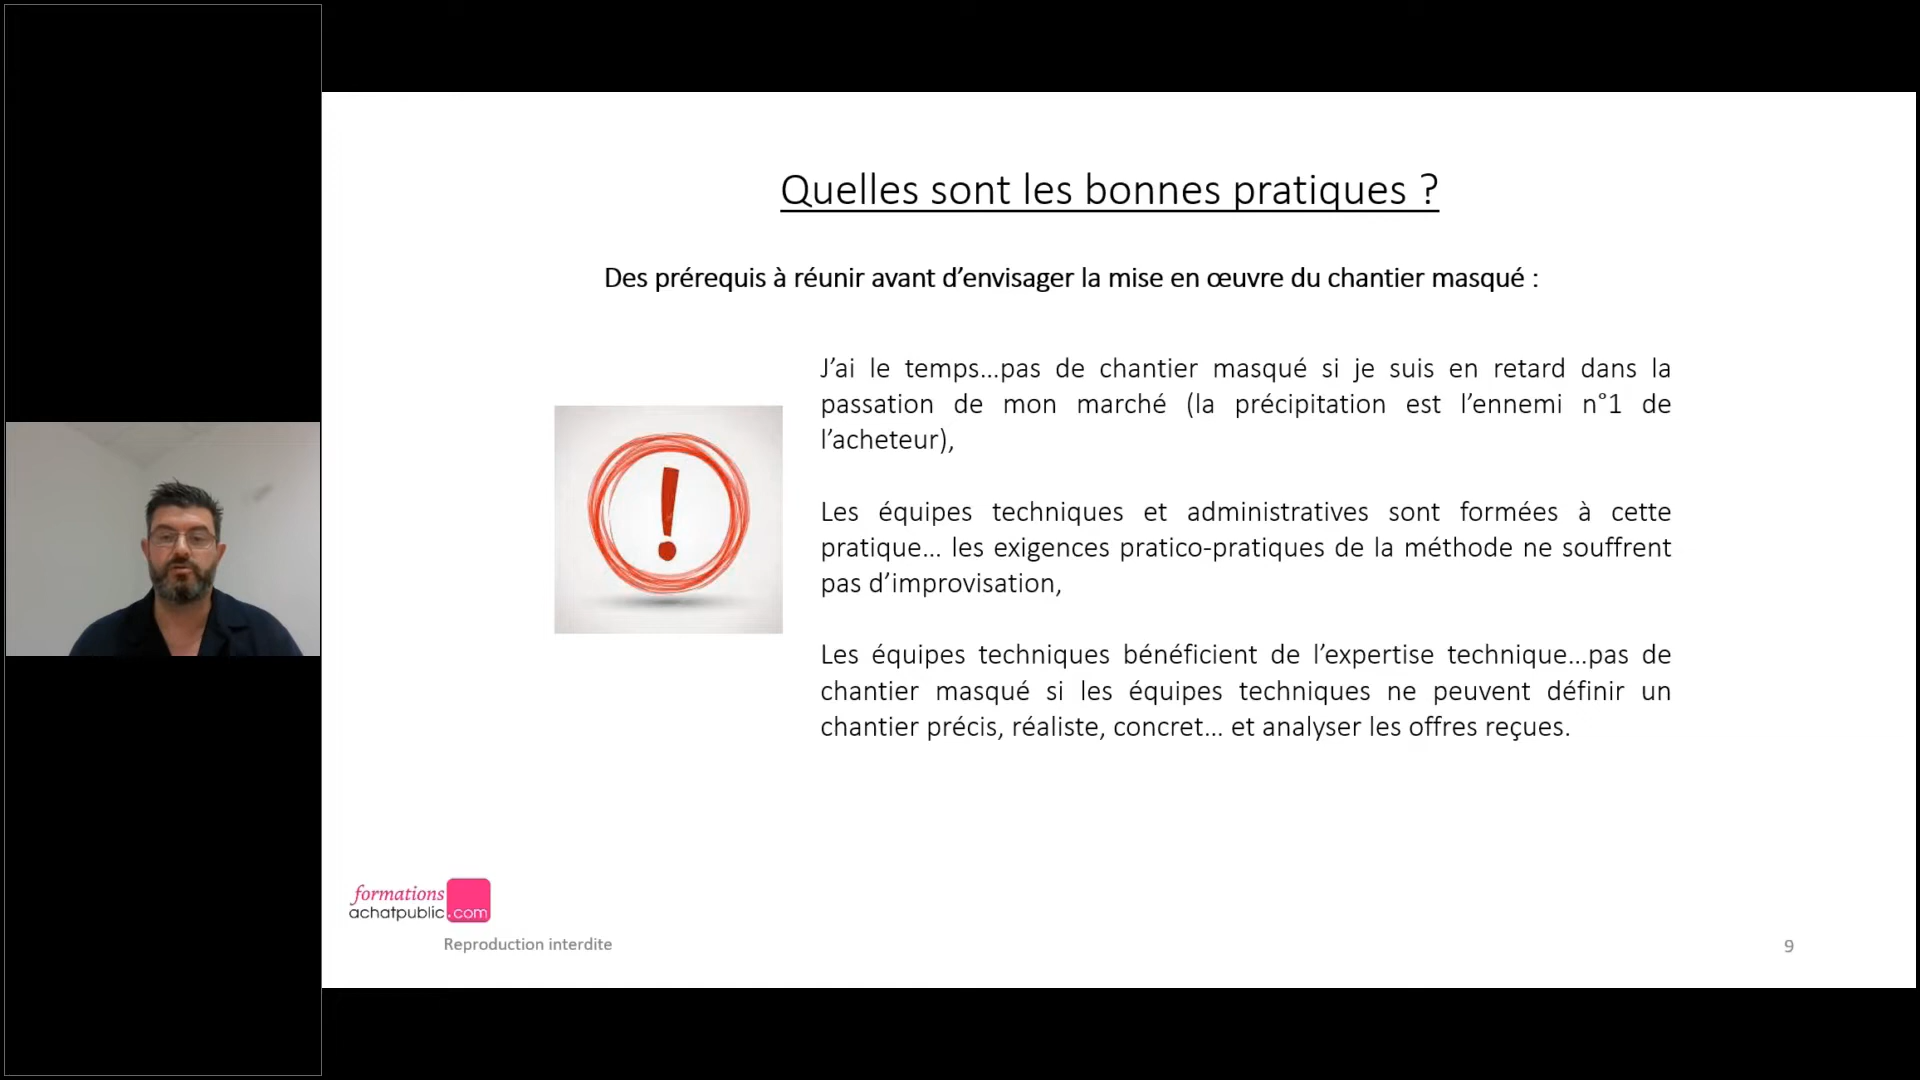 Quelles sont les bonnes pratiques ?
Des prérequis à réunir avant d’envisager la mise en œuvre du chantier masqué :
J’ai le temps…pas de chantier masqué si je suis en retard dans la
passation de mon marché (la précipitation est l’ennemi n°1 de
l’acheteur),
Les équipes techniques et administratives sont formées à cette
pratique… les exigences pratico-pratiques de la méthode ne souffrent
pas d’improvisation,
Les équipes techniques bénéficient de l’expertise technique…pas de
chantier masqué si les équipes techniques ne peuvent définir un
chantier précis, réaliste, concret… et analyser les offres reçues.
formations
achatpublic.com
Reproduction interdite
9